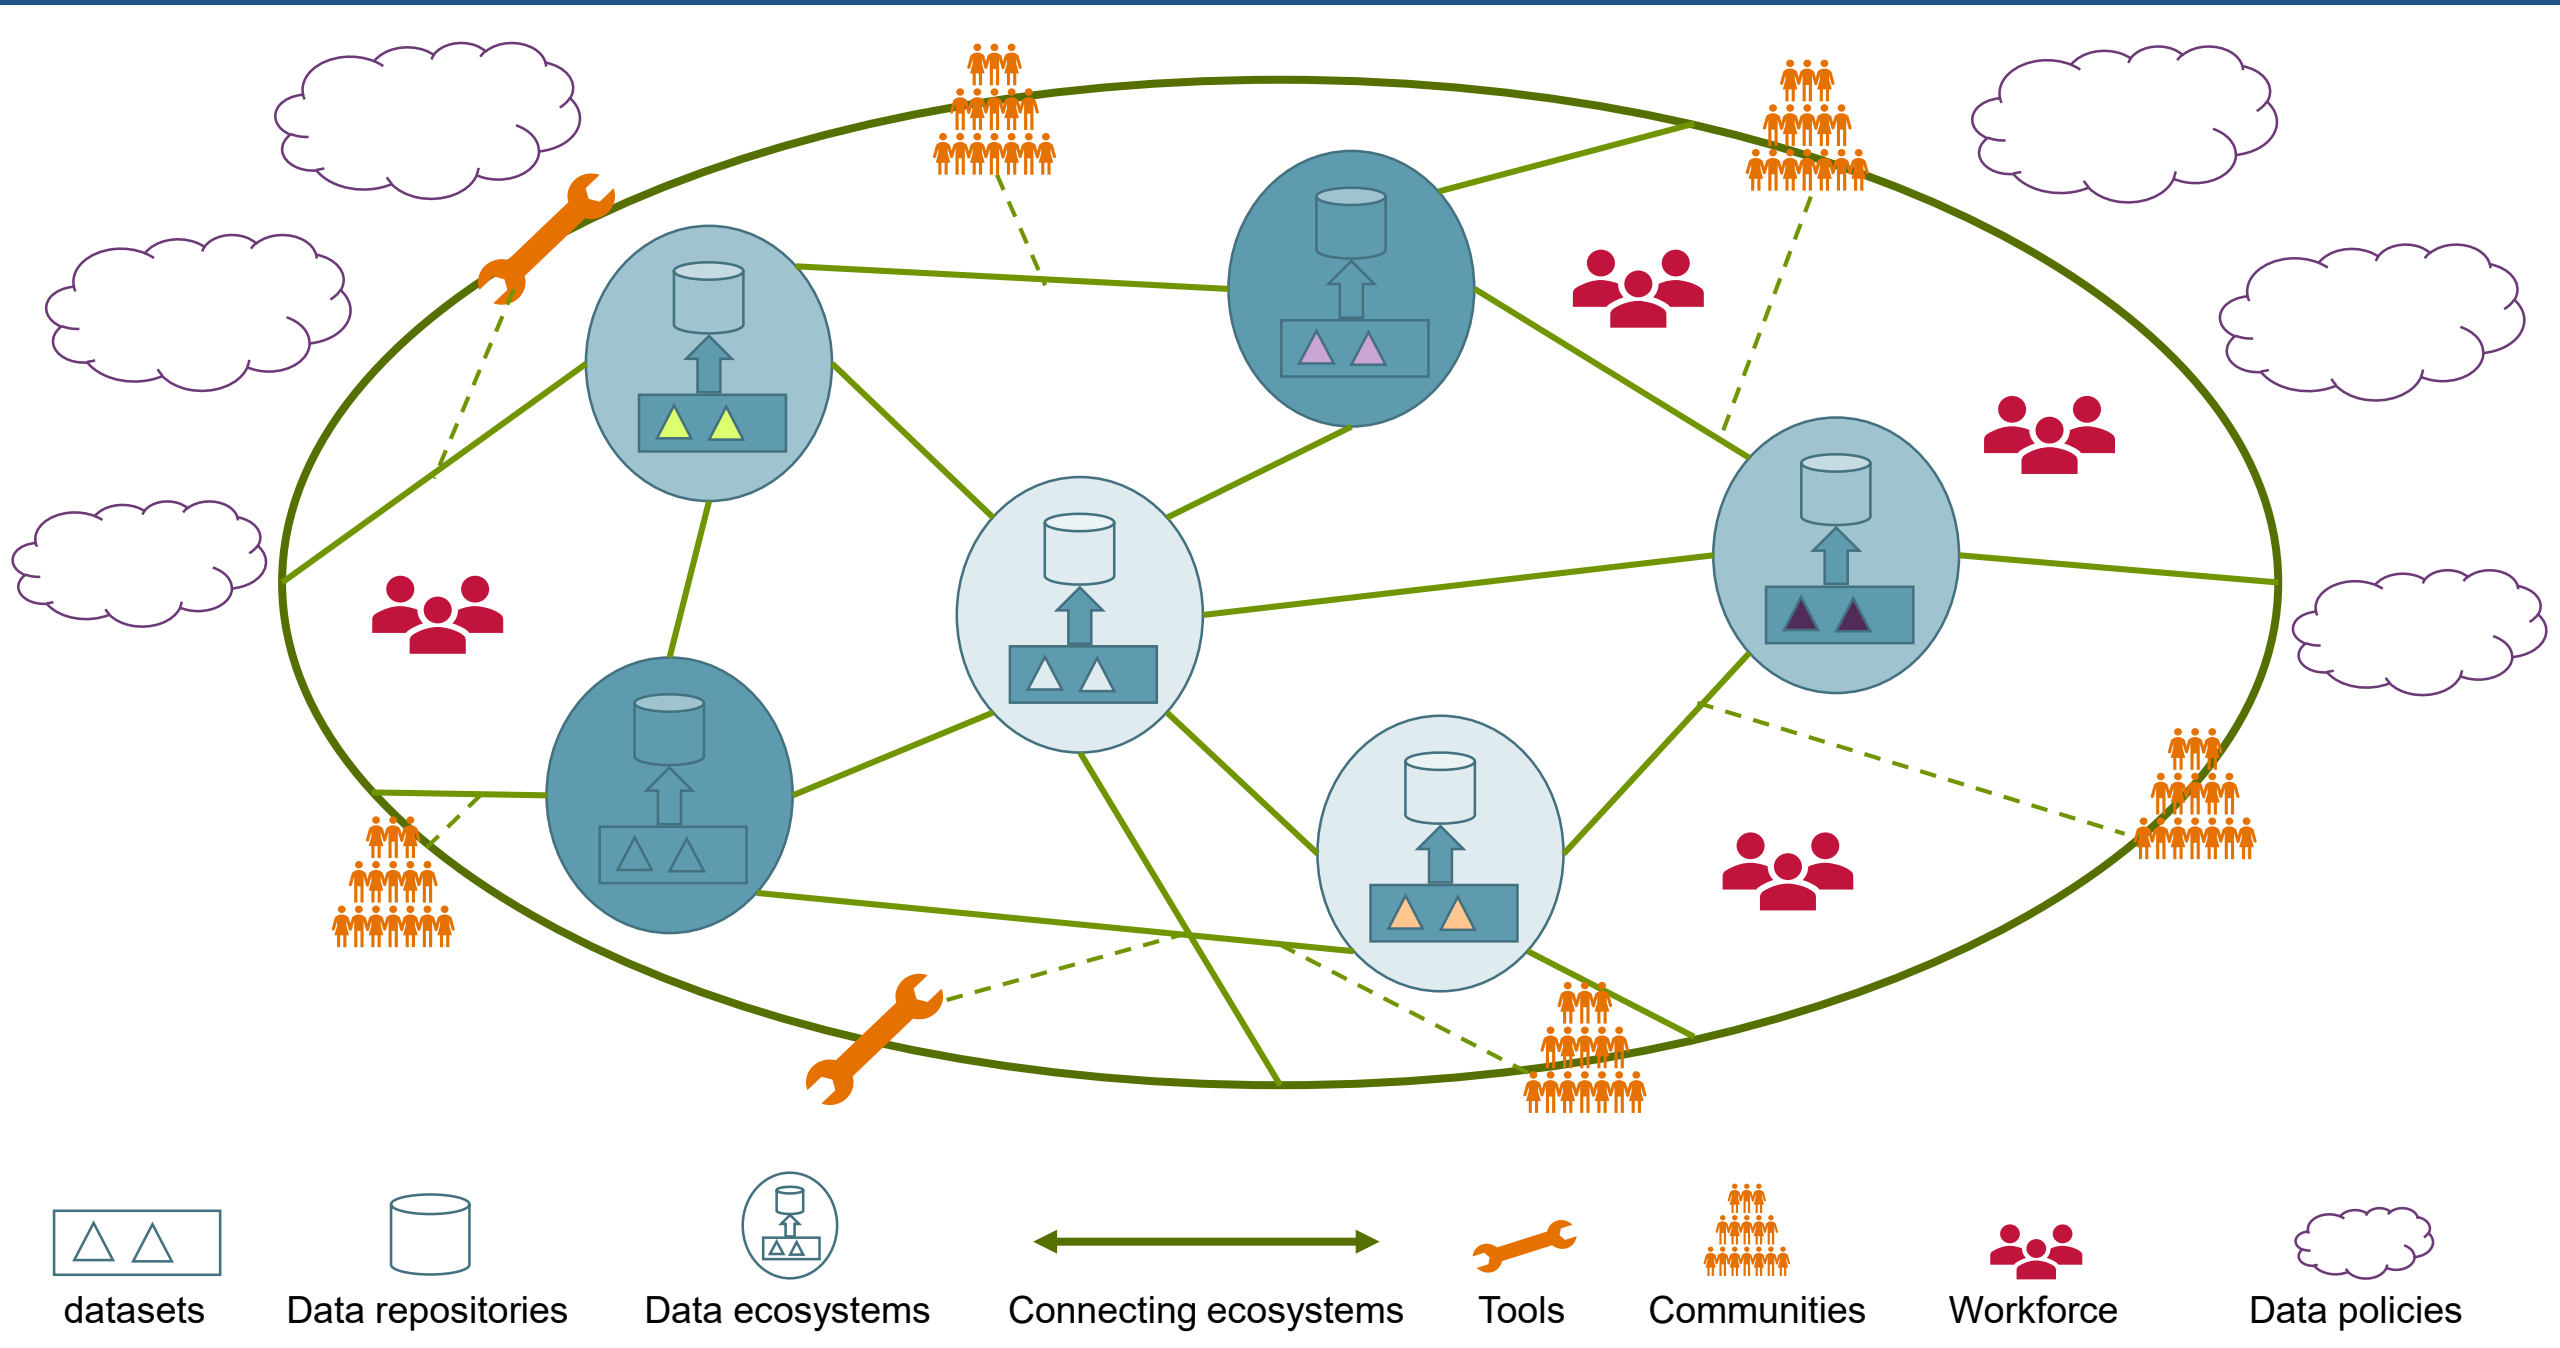 datasets
Data repositories
Data ecosystems
Connecting ecosystems
Tools
Communities
Workforce
Data policies